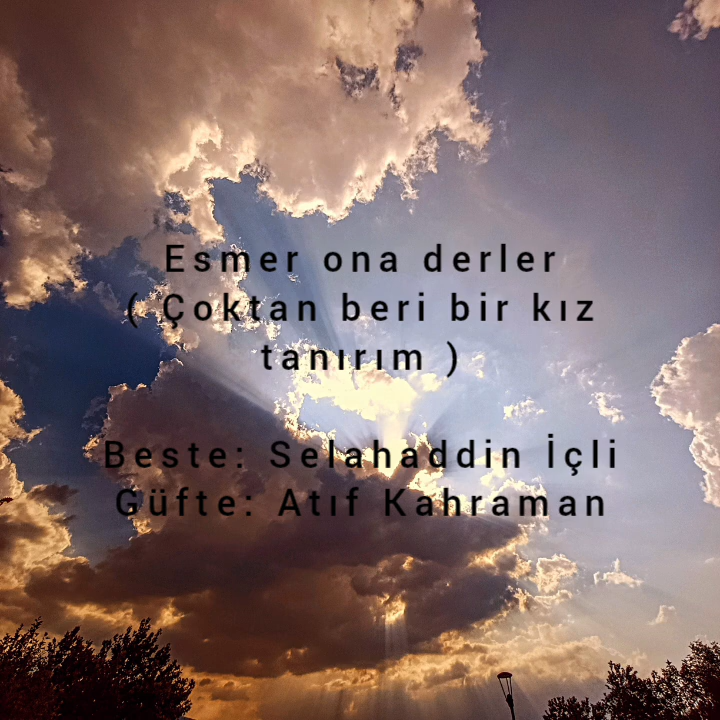 Esmer ona derler
( Çoktan beri bir kız
tanırım )
Beste: Selahaddin İçli
Güfte: Atıf Kahraman